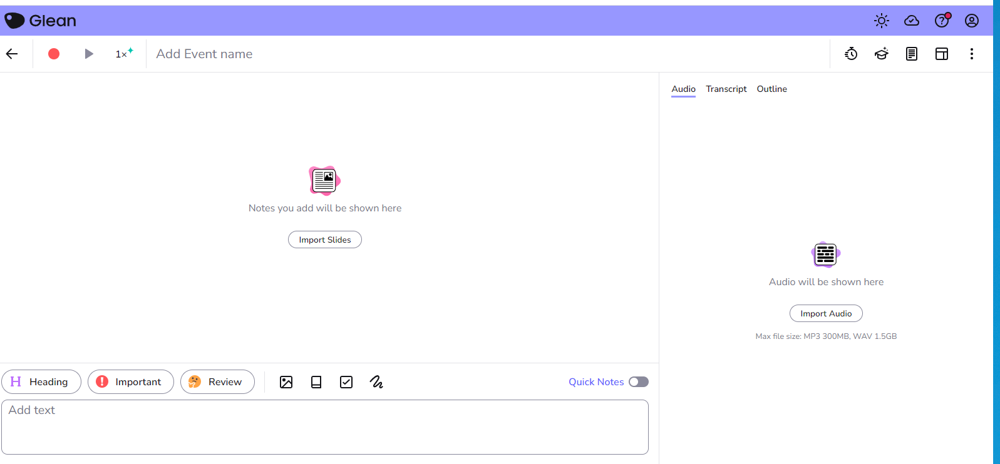 Glean
1×
Add Event name
Audio Transcript Outline
Notes you add will be shown here
Import Slides
Audio will be shown here
Import Audio
Max file size: MP3 300MB, WAV 1.5GB
H Heading
Important
Review
Quick Notes
Add text